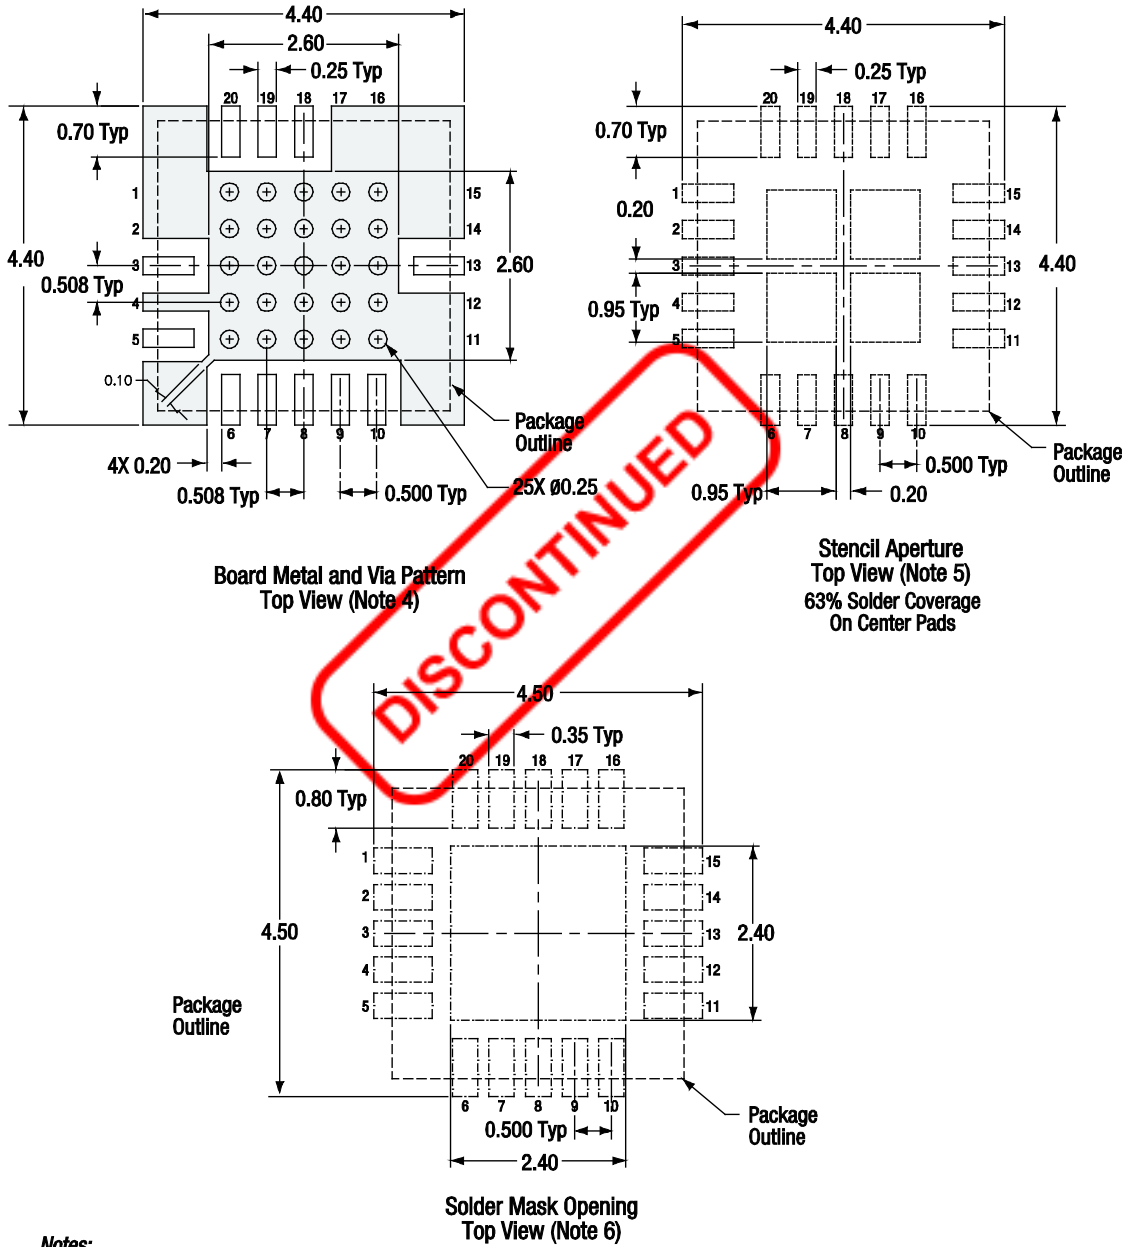 4.40
2.60
0.25 Typ
20
19
18
17
16
0.70 Typ
1
2
3
4
5
15
14
13
12
11
4.40
0.508 Typ
2.60
0.10
6
7
8
9
10
4X 0.20
0.508 Typ
0.500 Typ
Package
Outline
25X Ø0.25
Board Metal and Via Pattern
Top View (Note 4)
4.40
0.25 Typ
20
19
18
17
16
0.70 Typ
0.20
0.95 Typ
1
2
3
4
5
15
14
13
12
11
4.40
6
7
8
9
10
Package
Outline
0.500 Typ
0.95 Typ
0.20
Stencil Aperture
Top View (Note 5)
63% Solder Coverage
On Center Pads
DISCONTINUED
4.50
0.35 Typ
20
19
18
17
16
0.80 Typ
1
2
3
4
5
15
14
13
12
11
4.50
2.40
Package
Outline
6
7
8
9
10
0.500 Typ
2.40
Package
Outline
Solder Mask Opening
Top View (Note 6)
Notes: